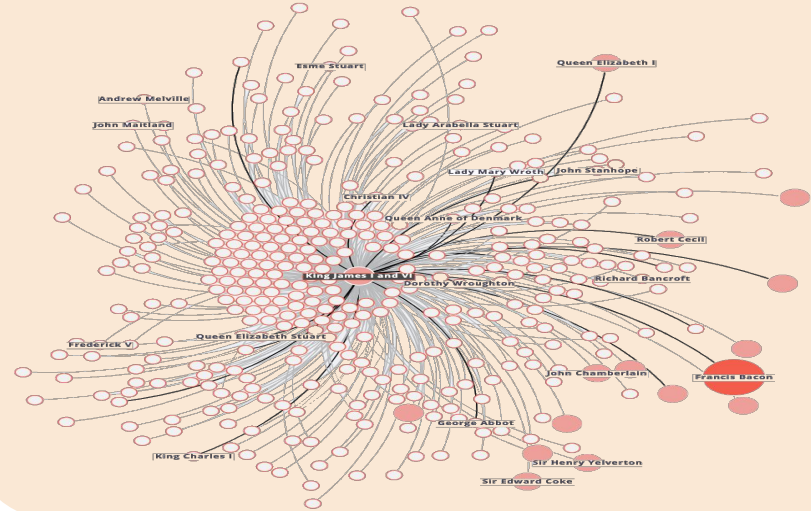 Queen Elizabeth I
Esme Stuart
Andrew Melville
John Maitland
Lady Arabella Stuart
Lady Mary Wroth
John Stanhope
Christian IV
Queen Anne of Denmark
Robert Cecil
King James I and VI
Dorothy Wroughton
Richard Bancroft
Queen Elizabeth Stuart
Frederick V
John Chamberlain
Francis Bacon
George Abbot
King Charles I
Sir Henry Yelverton
Sir Edward Coke